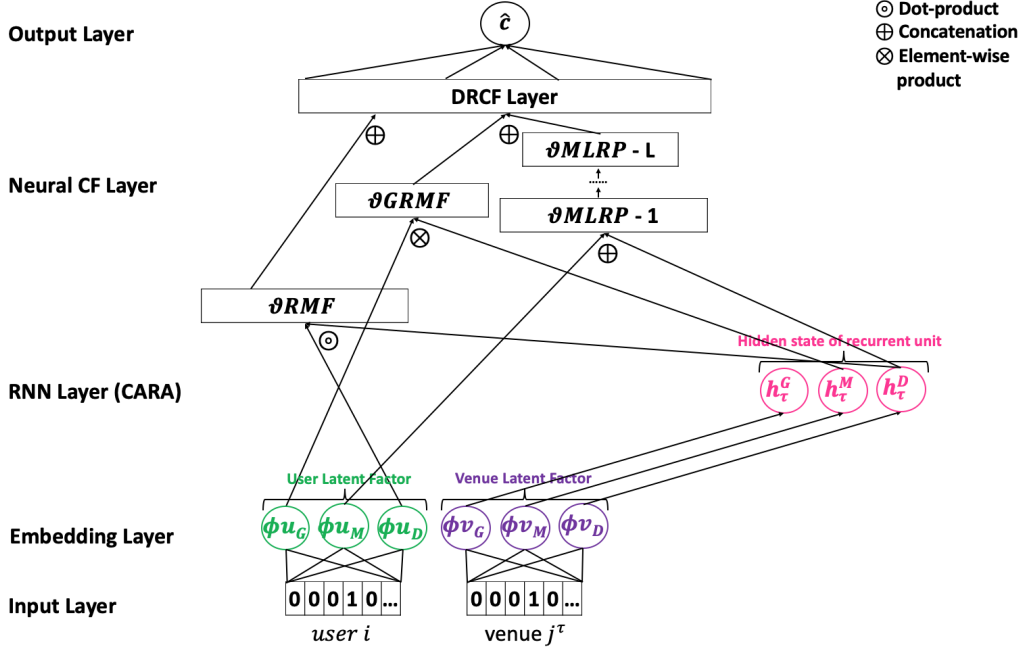 Output Layer
ĉ
⊙ Dot-product
⊕ Concatenation
⊗ Element-wise
product
DRCF Layer
⊕
⊕
ϑMLRP - L
Neural CF Layer
......
ϑGRMF
ϑMLRP - 1
⊗
⊕
ϑRMF
⊙
Hidden state of recurrent unit
RNN Layer (CARA)
h_τ^G h_τ^M h_τ^D
User Latent Factor
Venue Latent Factor
Embedding Layer
ϕu_G ϕu_M ϕu_D ϕv_G ϕv_M ϕv_D
Input Layer
0 0 0 1 0 ...
0 0 0 1 0 ...
user i
venue j^τ